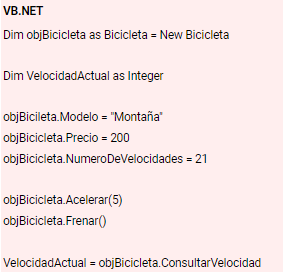 VB.NET
Dim objBicicleta as Bicicleta = New Bicicleta
Dim VelocidadActual as Integer
objBicileta.Modelo = "Montaña"
objBicicleta.Precio = 200
objBicicleta.NumeroDeVelocidades = 21
objBicicleta.Acelerar(5)
objBicicleta.Frenar()
VelocidadActual = objBicicleta.ConsultarVelocidad